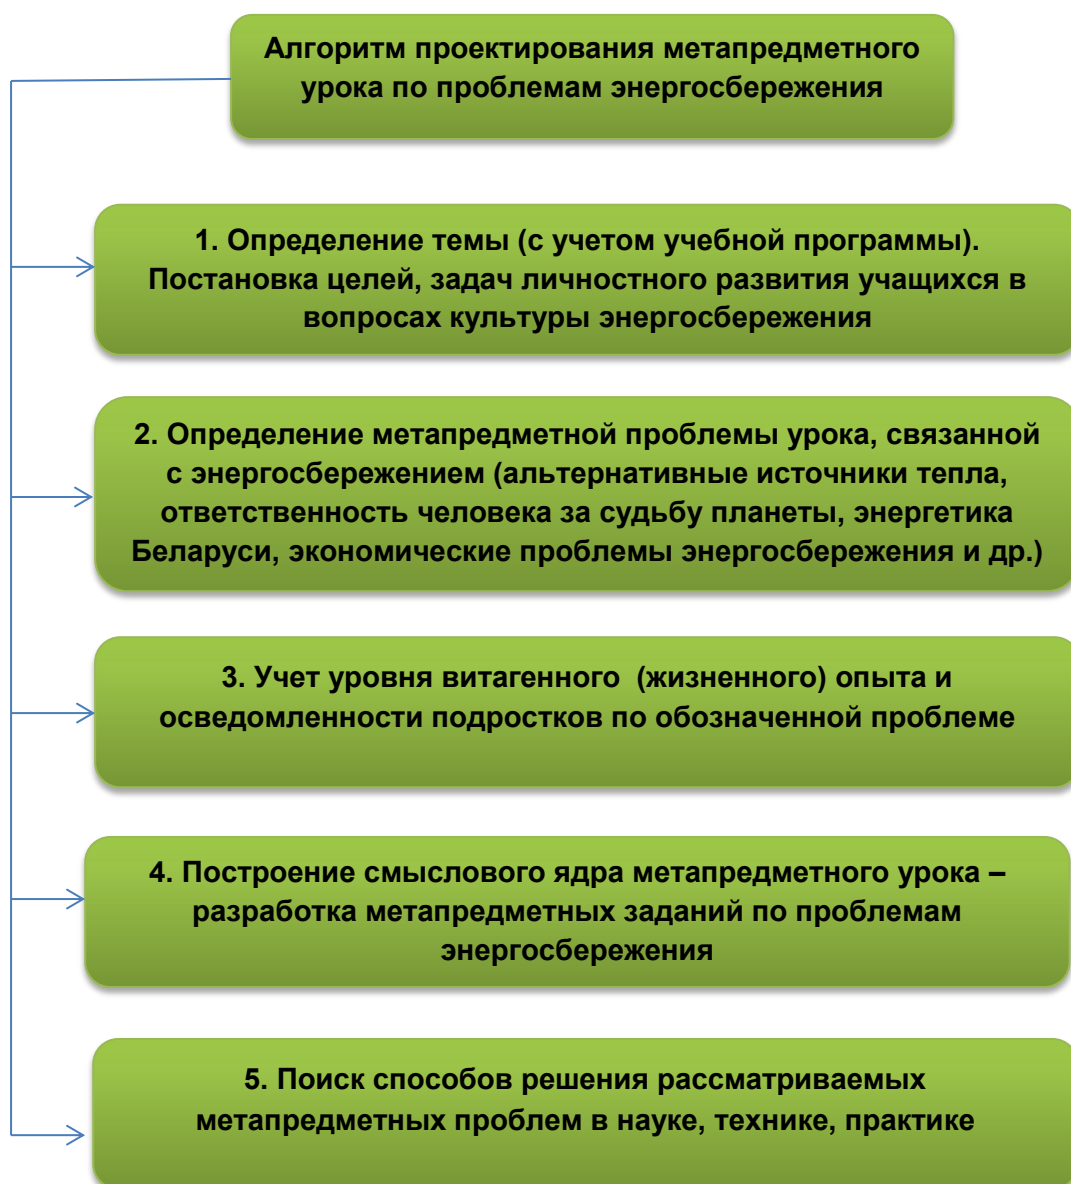 Алгоритм проектирования метапредметного
урока по проблемам энергосбережения
1. Определение темы (с учетом учебной программы).
Постановка целей, задач личностного развития учащихся в
вопросах культуры энергосбережения
2. Определение метапредметной проблемы урока, связанной
с энергосбережением (альтернативные источники тепла,
ответственность человека за судьбу планеты, энергетика
Беларуси, экономические проблемы энергосбережения и др.)
3. Учет уровня витагенного (жизненного) опыта и
осведомленности подростков по обозначенной проблеме
4. Построение смыслового ядра метапредметного урока –
разработка метапредметных заданий по проблемам
энергосбережения
5. Поиск способов решения рассматриваемых
метапредметных проблем в науке, технике, практике